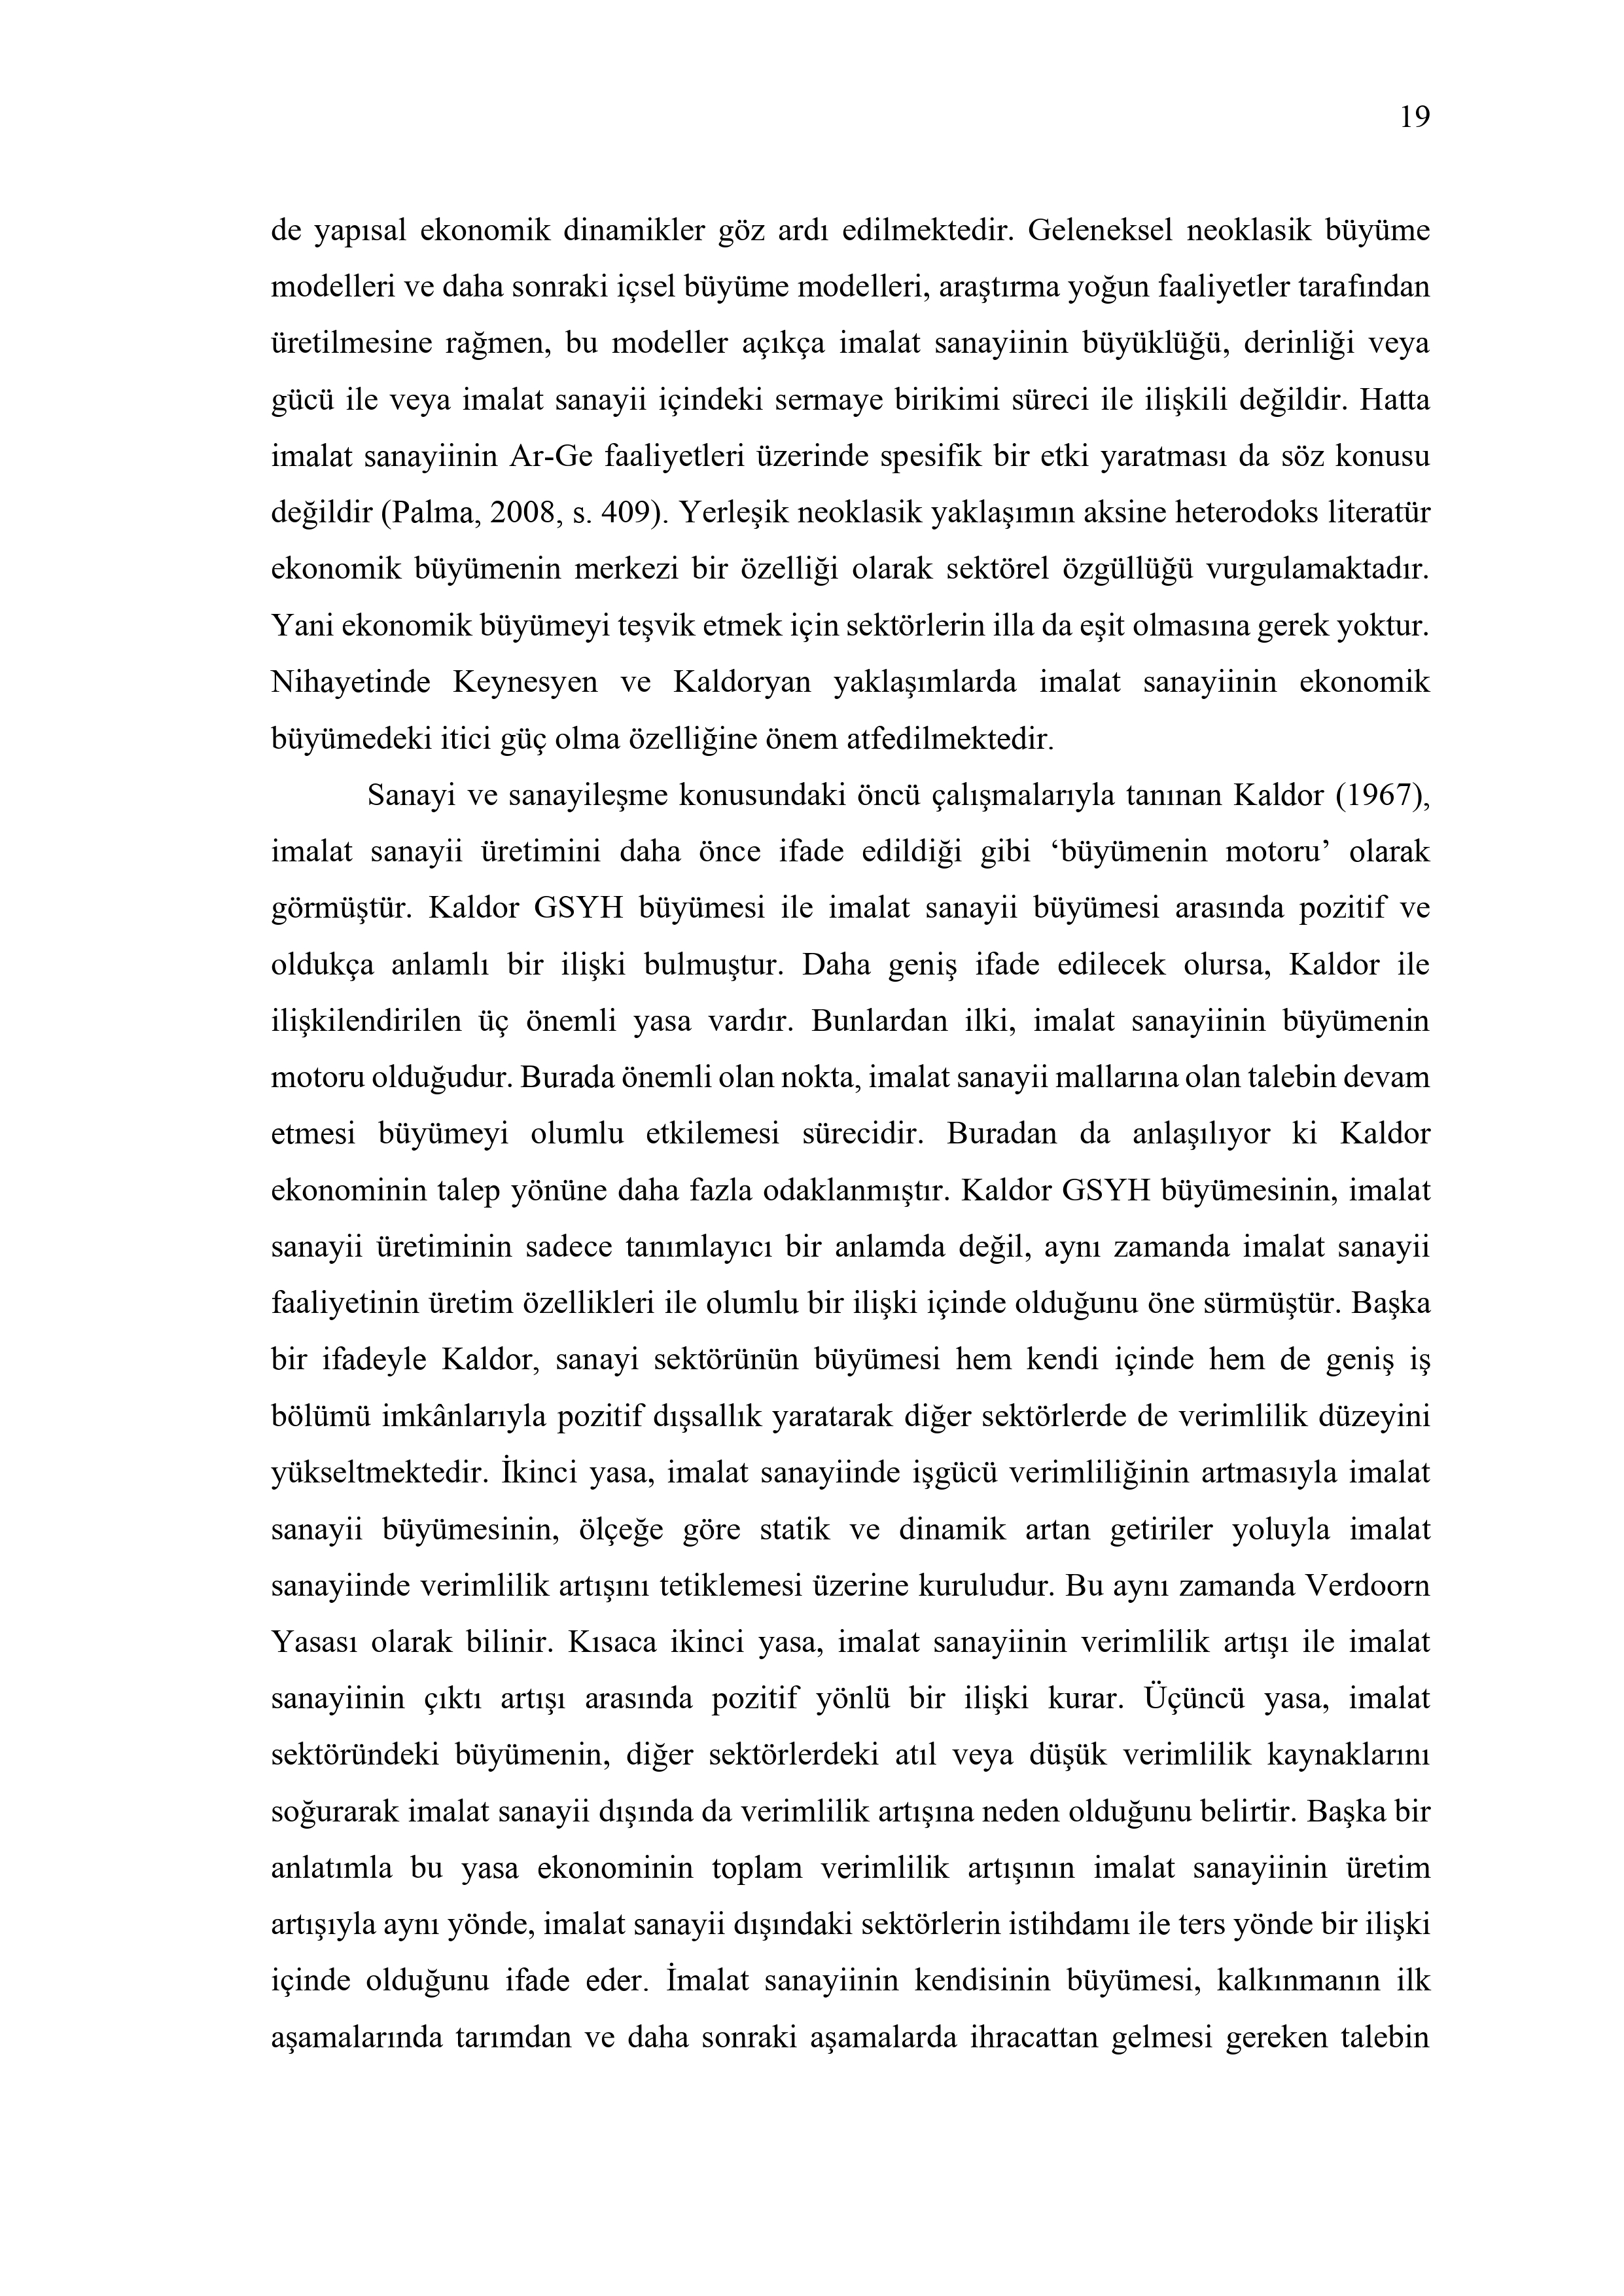 19
de yapısal ekonomik dinamikler göz ardı edilmektedir. Geleneksel neoklasik büyüme
modelleri ve daha sonraki içsel büyüme modelleri, araştırma yoğun faaliyetler tarafından
üretilmesine rağmen, bu modeller açıkça imalat sanayiinin büyüklüğü, derinliği veya
gücü ile veya imalat sanayii içindeki sermaye birikimi süreci ile ilişkili değildir. Hatta
imalat sanayiinin Ar-Ge faaliyetleri üzerinde spesifik bir etki yaratması da söz konusu
değildir (Palma, 2008, s. 409). Yerleşik neoklasik yaklaşımın aksine heterodoks literatür
ekonomik büyümenin merkezi bir özelliği olarak sektörel özgüllüğü vurgulamaktadır.
Yani ekonomik büyümeyi teşvik etmek için sektörlerin illa da eşit olmasına gerek yoktur.
Nihayetinde Keynesyen ve Kaldoryan yaklaşımlarda imalat sanayiinin ekonomik
büyümedeki itici güç olma özelliğine önem atfedilmektedir.
Sanayi ve sanayileşme konusundaki öncü çalışmalarıyla tanınan Kaldor (1967),
imalat sanayii üretimini daha önce ifade edildiği gibi ‘büyümenin motoru’ olarak
görmüştür. Kaldor GSYH büyümesi ile imalat sanayii büyümesi arasında pozitif ve
oldukça anlamlı bir ilişki bulmuştur. Daha geniş ifade edilecek olursa, Kaldor ile
ilişkilendirilen üç önemli yasa vardır. Bunlardan ilki, imalat sanayiinin büyümenin
motoru olduğudur. Burada önemli olan nokta, imalat sanayii mallarına olan talebin devam
etmesi büyümeyi olumlu etkilemesi sürecidir. Buradan da anlaşılıyor ki Kaldor
ekonominin talep yönüne daha fazla odaklanmıştır. Kaldor GSYH büyümesinin, imalat
sanayii üretiminin sadece tanımlayıcı bir anlamda değil, aynı zamanda imalat sanayii
faaliyetinin üretim özellikleri ile olumlu bir ilişki içinde olduğunu öne sürmüştür. Başka
bir ifadeyle Kaldor, sanayi sektörünün büyümesi hem kendi içinde hem de geniş iş
bölümü imkânlarıyla pozitif dışsallık yaratarak diğer sektörlerde de verimlilik düzeyini
yükseltmektedir. İkinci yasa, imalat sanayiinde işgücü verimliliğinin artmasıyla imalat
sanayii büyümesinin, ölçeğe göre statik ve dinamik artan getiriler yoluyla imalat
sanayiinde verimlilik artışını tetiklemesi üzerine kuruludur. Bu aynı zamanda Verdoorn
Yasası olarak bilinir. Kısaca ikinci yasa, imalat sanayiinin verimlilik artışı ile imalat
sanayiinin çıktı artışı arasında pozitif yönlü bir ilişki kurar. Üçüncü yasa, imalat
sektöründeki büyümenin, diğer sektörlerdeki atıl veya düşük verimlilik kaynaklarını
soğurarak imalat sanayii dışında da verimlilik artışına neden olduğunu belirtir. Başka bir
anlatımla bu yasa ekonominin toplam verimlilik artışının imalat sanayiinin üretim
artışıyla aynı yönde, imalat sanayii dışındaki sektörlerin istihdamı ile ters yönde bir ilişki
içinde olduğunu ifade eder. İmalat sanayiinin kendisinin büyümesi, kalkınmanın ilk
aşamalarında tarımdan ve daha sonraki aşamalarda ihracattan gelmesi gereken talebin